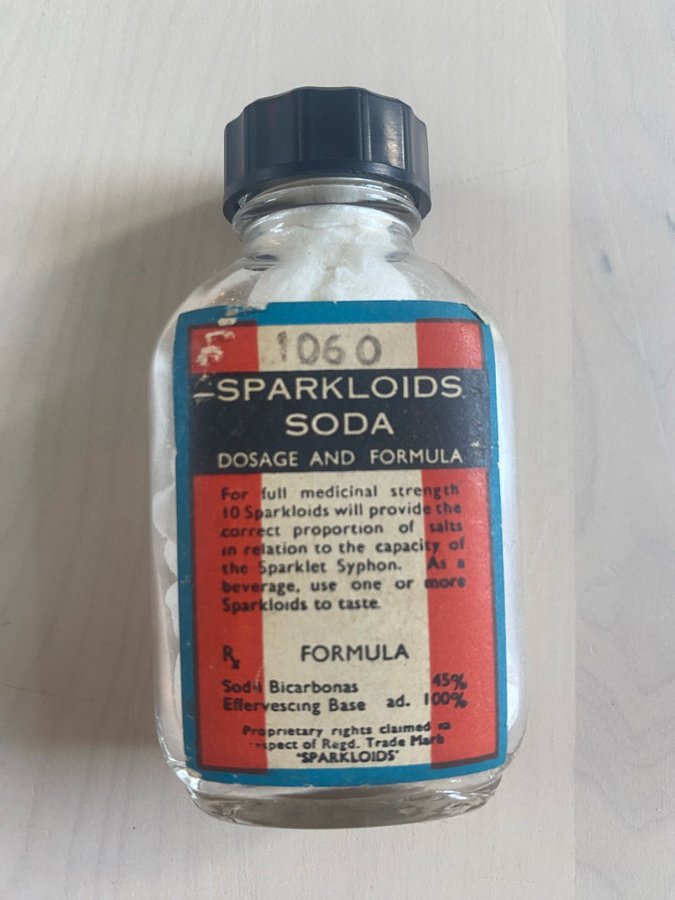 1060
SPARKLOIDS
SODA
DOSAGE AND FORMULA
For full medicinal strength
10 Sparkloids will provide the
correct proportion of salts
in relation to the capacity of
the Sparklet Syphon. As a
beverage, use one or more
Sparkloids to taste.
℞ FORMULA
Sodii Bicarbonas 45%
Effervescing Base ad. 100%
Proprietary rights claimed
Regd. Trade Mark
"SPARKLOIDS"